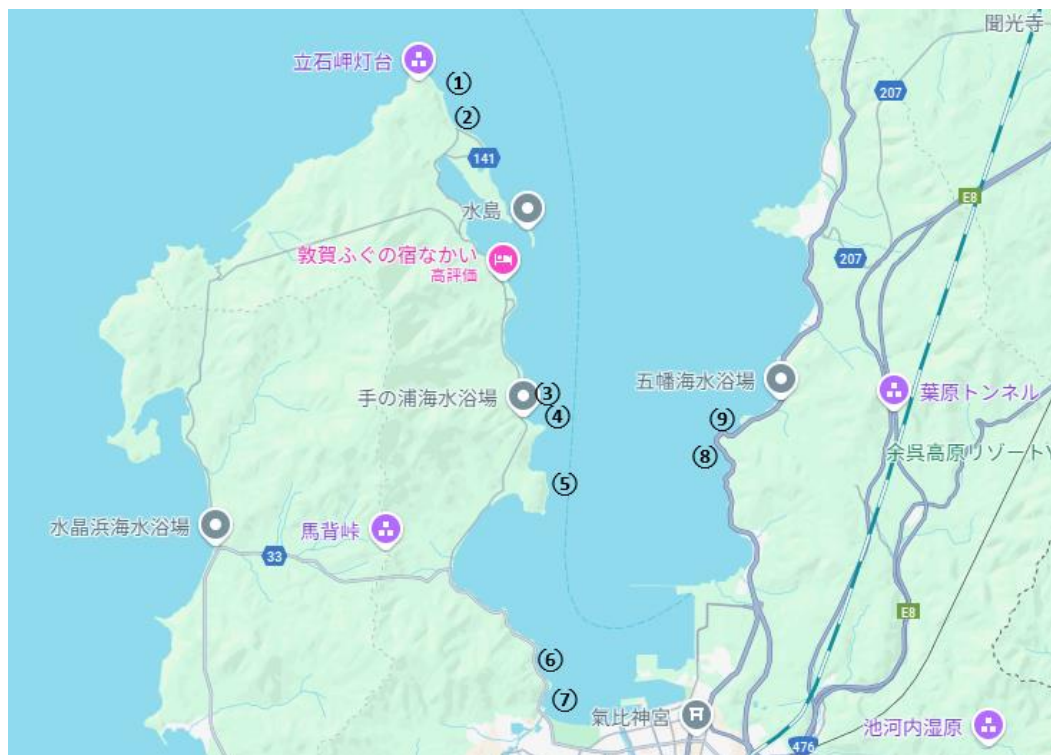 聞光寺
立石岬灯台
①
207
②
141
E8
水島
敦賀ふぐの宿なかい
高評価
207
五幡海水浴場
手の浦海水浴場
③
葉原トンネル
④
⑨
⑧
余呉高原リゾートY
⑤
水晶浜海水浴場
馬背峠
33
E8
⑥
⑦
氣比神宮
池河内湿原
476